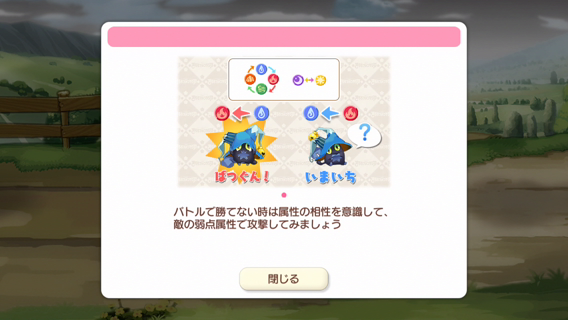 ばつぐん!
いまいち
?
バトルで勝てない時は属性の相性を意識して、
敵の弱点属性で攻撃してみましょう
閉じる